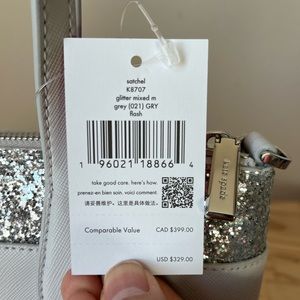 satchel
K8707
glitter mixed m
grey (021) GRY
flash
1 96021 18866 4
take good care. here's how.
prenez-en bien soin. voici comment.
请妥善维护。这里是具体做法。
Comparable Value CAD $399.00
USD $329.00
kate spade